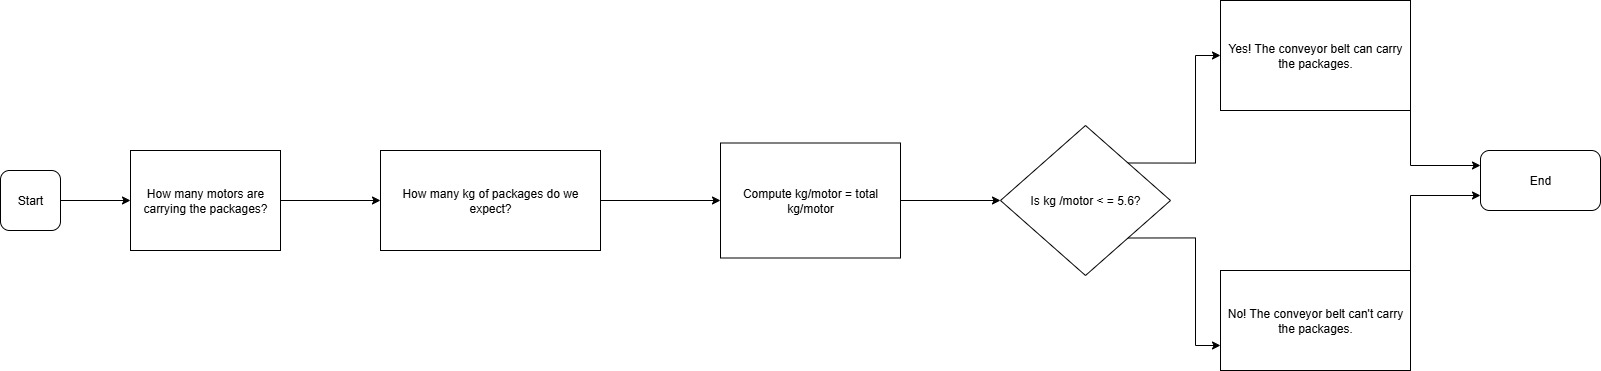 Start
How many motors are
carrying the packages?
How many kg of packages do we
expect?
Compute kg/motor = total
kg/motor
Is kg /motor < = 5.6?
Yes! The conveyor belt can carry
the packages.
No! The conveyor belt can't carry
the packages.
End